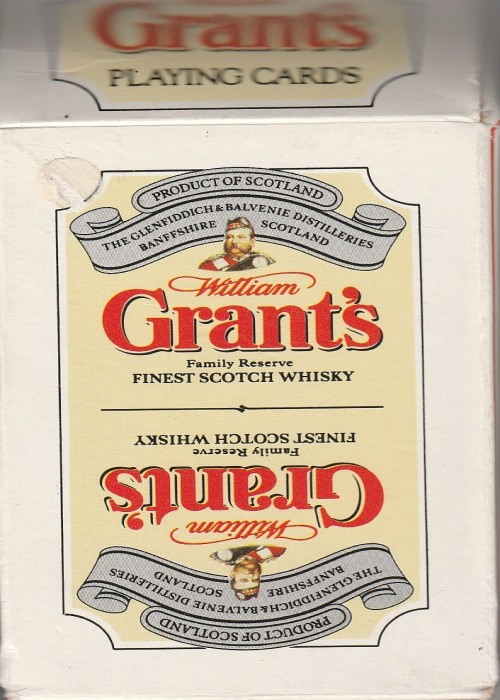 Grant's
PLAYING CARDS
PRODUCT OF SCOTLAND
THE GLENFIDDICH & BALVENIE DISTILLERIES
BANFFSHIRE SCOTLAND
William
Grant's
Family Reserve
FINEST SCOTCH WHISKY
FINEST SCOTCH WHISKY
Family Reserve
Grant's
William
BANFFSHIRE SCOTLAND
THE GLENFIDDICH & BALVENIE DISTILLERIES
PRODUCT OF SCOTLAND